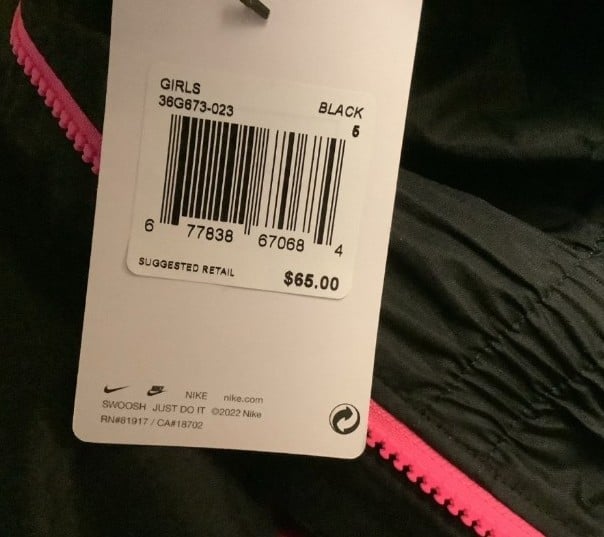 GIRLS
36G673-023 BLACK
5
6 77838 67068 4
SUGGESTED RETAIL $65.00
NIKE nike.com
SWOOSH JUST DO IT ©2022 Nike
RN#81917 / CA#18702